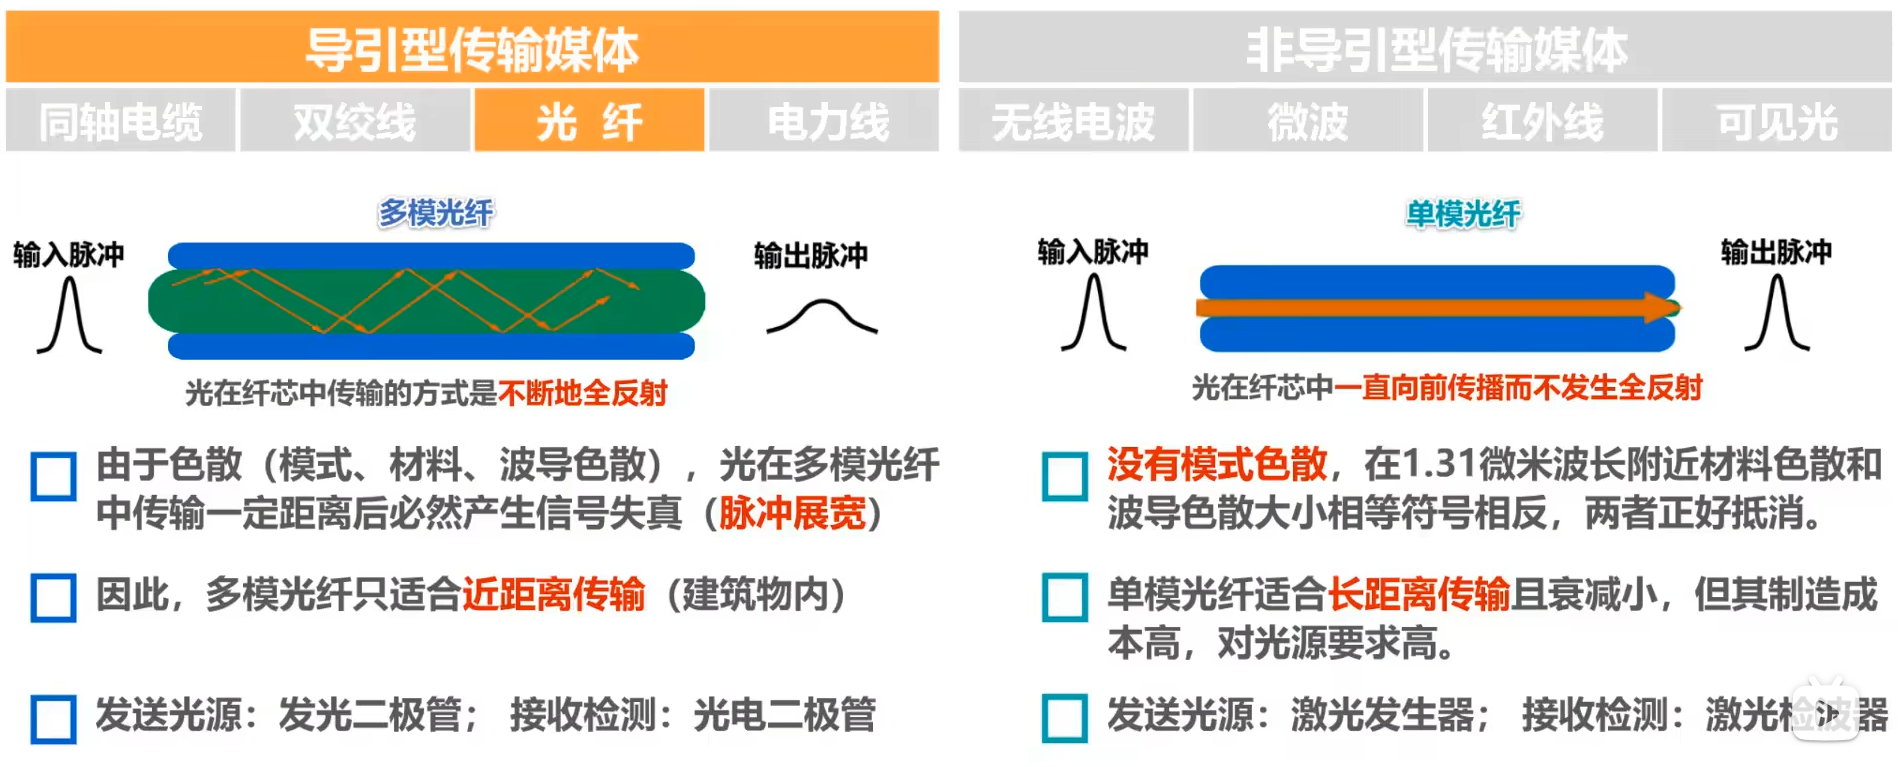 导引型传输媒体
非导引型传输媒体
同轴电缆 双绞线 光 纤 电力线
无线电波 微波 红外线 可见光
多模光纤
输入脉冲
输出脉冲
光在纤芯中传输的方式是不断地全反射
由于色散（模式、材料、波导色散），光在多模光纤
中传输一定距离后必然产生信号失真（脉冲展宽）
因此，多模光纤只适合近距离传输（建筑物内）
发送光源：发光二极管； 接收检测：光电二极管
单模光纤
输入脉冲
输出脉冲
光在纤芯中一直向前传播而不发生全反射
没有模式色散，在1.31微米波长附近材料色散和
波导色散大小相等符号相反，两者正好抵消。
单模光纤适合长距离传输且衰减小，但其制造成
本高，对光源要求高。
发送光源：激光发生器； 接收检测：激光检波器